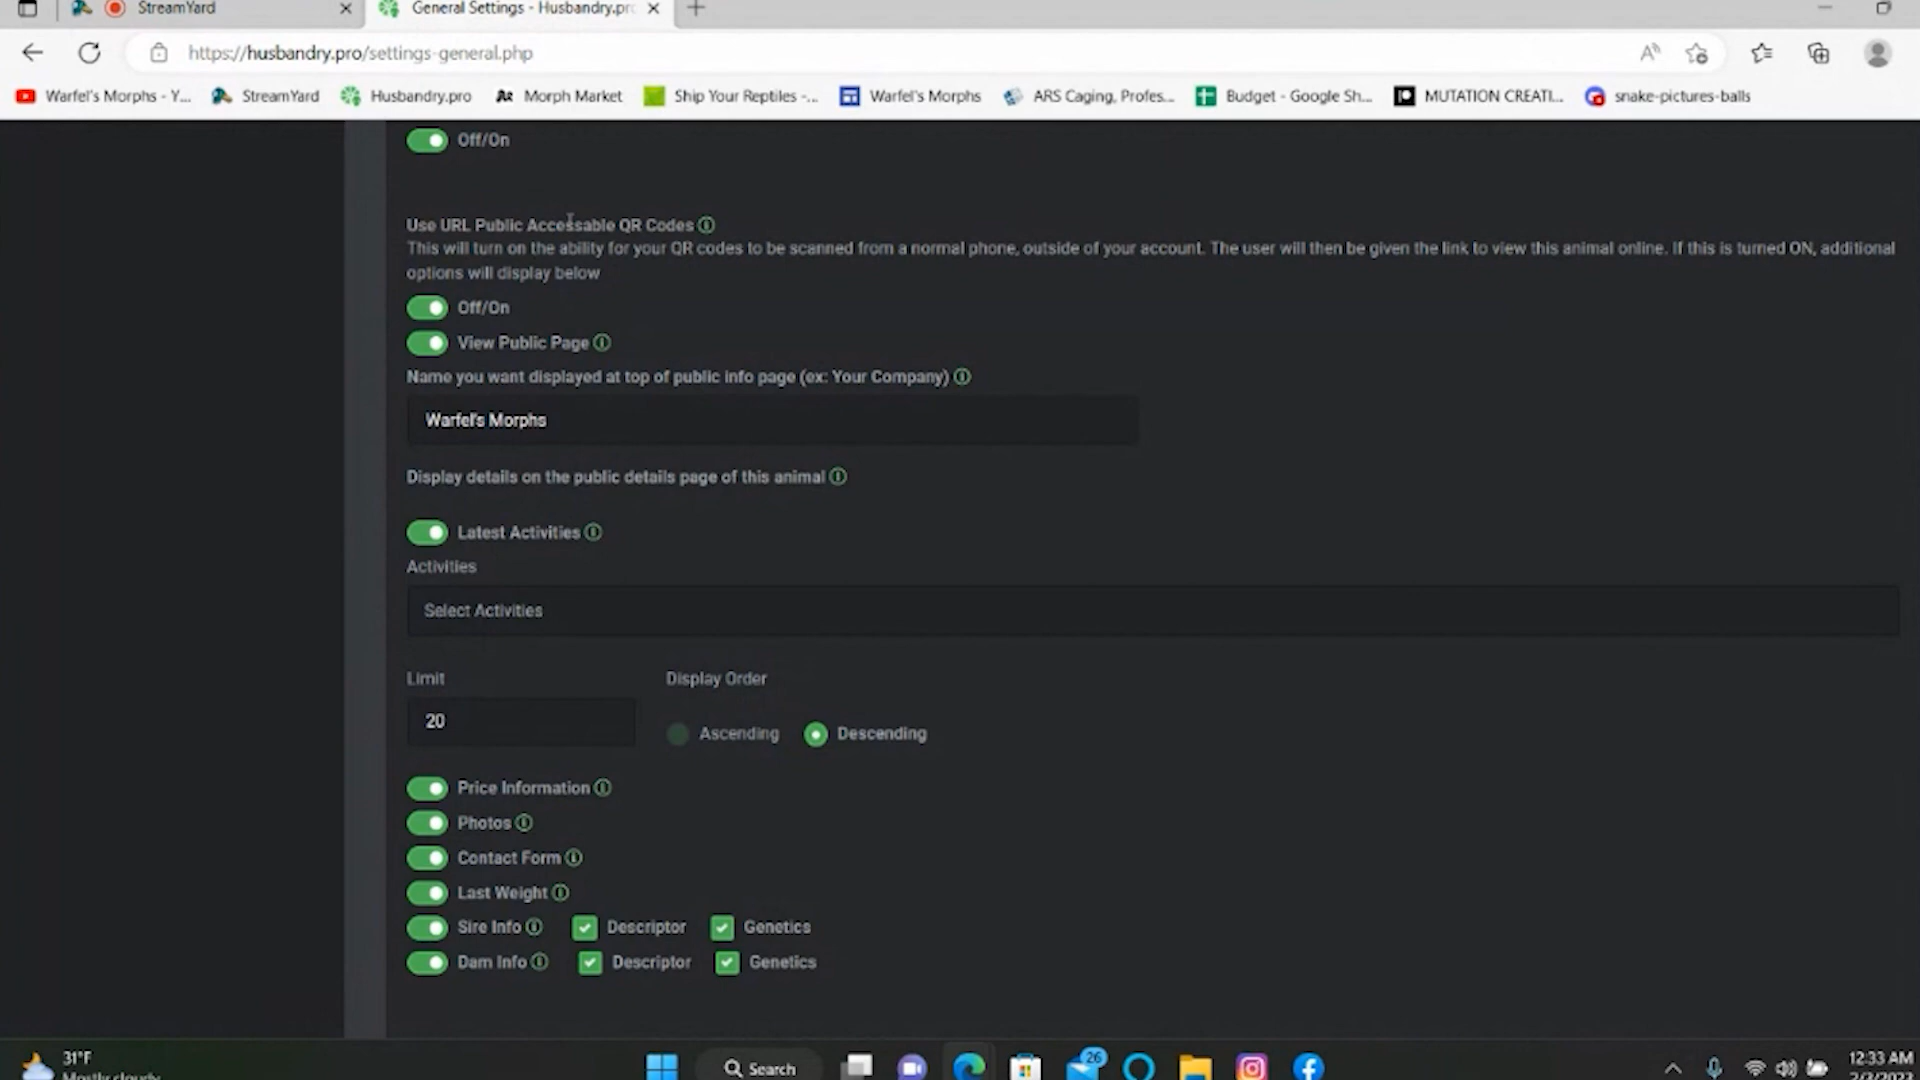 StreamYard
General Settings - Husbandry.pro
https://husbandry.pro/settings-general.php
Warfel's Morphs - Y...
StreamYard
Husbandry.pro
Morph Market
Ship Your Reptiles -...
Warfel's Morphs
ARS Caging, Profes...
Budget - Google Sh...
MUTATION CREATI...
snake-pictures-balls
Off/On
Use URL Public Accessable QR Codes
This will turn on the ability for your QR codes to be scanned from a normal phone, outside of your account. The user will then be given the link to view this animal online. If this is turned ON, additional
options will display below
Off/On
View Public Page
Name you want displayed at top of public info page (ex: Your Company)
Warfel's Morphs
Display details on the public details page of this animal
Latest Activities
Activities
Select Activities
Limit
Display Order
20
Ascending
Descending
Price Information
Photos
Contact Form
Last Weight
Sire Info
Descriptor
Genetics
Dam Info
Descriptor
Genetics
31°F
Mostly cloudy
Search
26
12:33 AM
2/3/2023